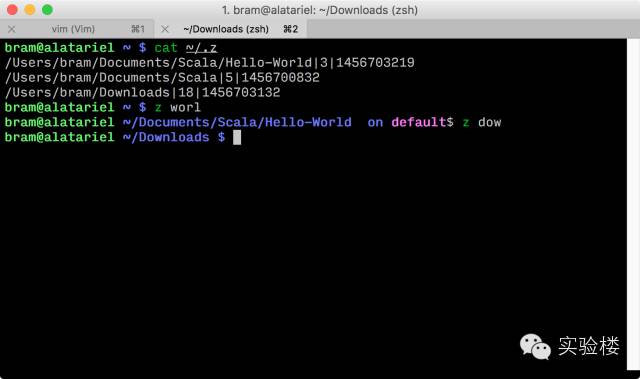 1. bram@alatariel: ~/Downloads (zsh)
vim (Vim) ⌘1 ~/Downloads (zsh) ⌘2
bram@alatariel ~ $ cat ~/.z
/Users/bram/Documents/Scala/Hello-World|3|1456703219
/Users/bram/Documents/Scala|5|1456700832
/Users/bram/Downloads|18|1456703132
bram@alatariel ~ $ z worl
bram@alatariel ~/Documents/Scala/Hello-World on default$ z dow
bram@alatariel ~/Downloads $
实验楼